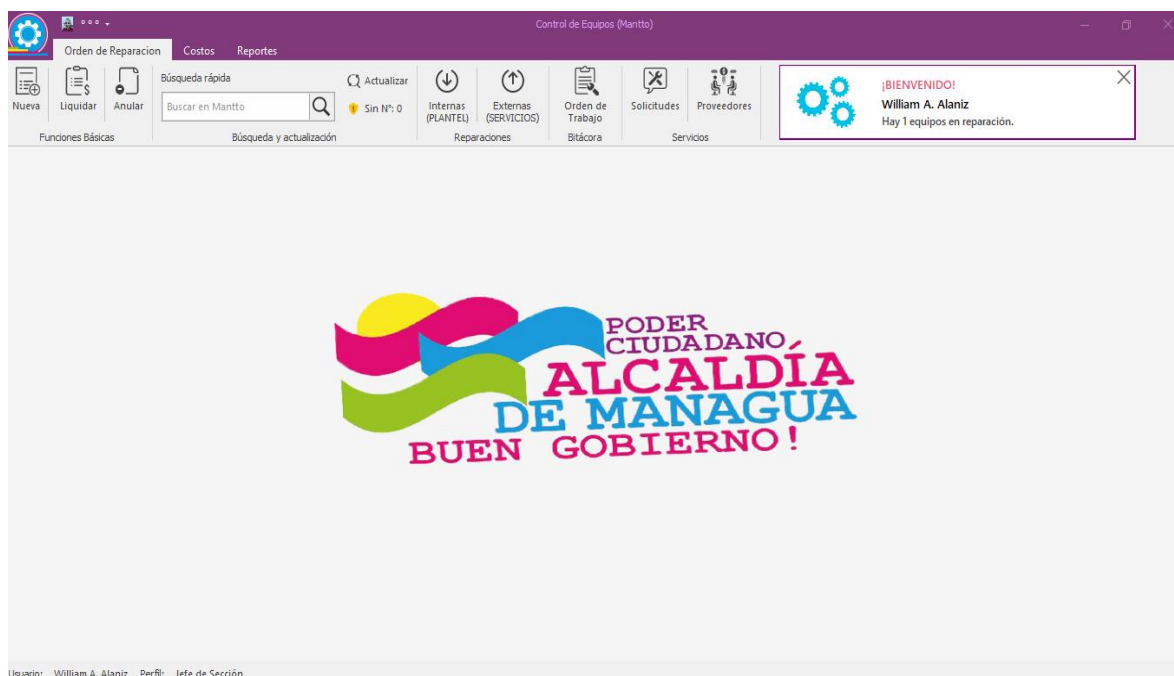 Control de Equipos (Mantto)
Orden de Reparacion Costos Reportes
Nueva
Liquidar
Anular
Funciones Básicas
Búsqueda rápida
Buscar en Mantto
Actualizar
Sin N°: 0
Búsqueda y actualización
Internas
(PLANTEL)
Externas
(SERVICIOS)
Reparaciones
Orden de
Trabajo
Bitácora
Solicitudes
Proveedores
Servicios
¡BIENVENIDO!
William A. Alaniz
Hay 1 equipos en reparación.
PODER
CIUDADANO
ALCALDÍA
DE MANAGUA
BUEN GOBIERNO!
Usuario: William A. Alaniz Perfil: Jefe de Sección